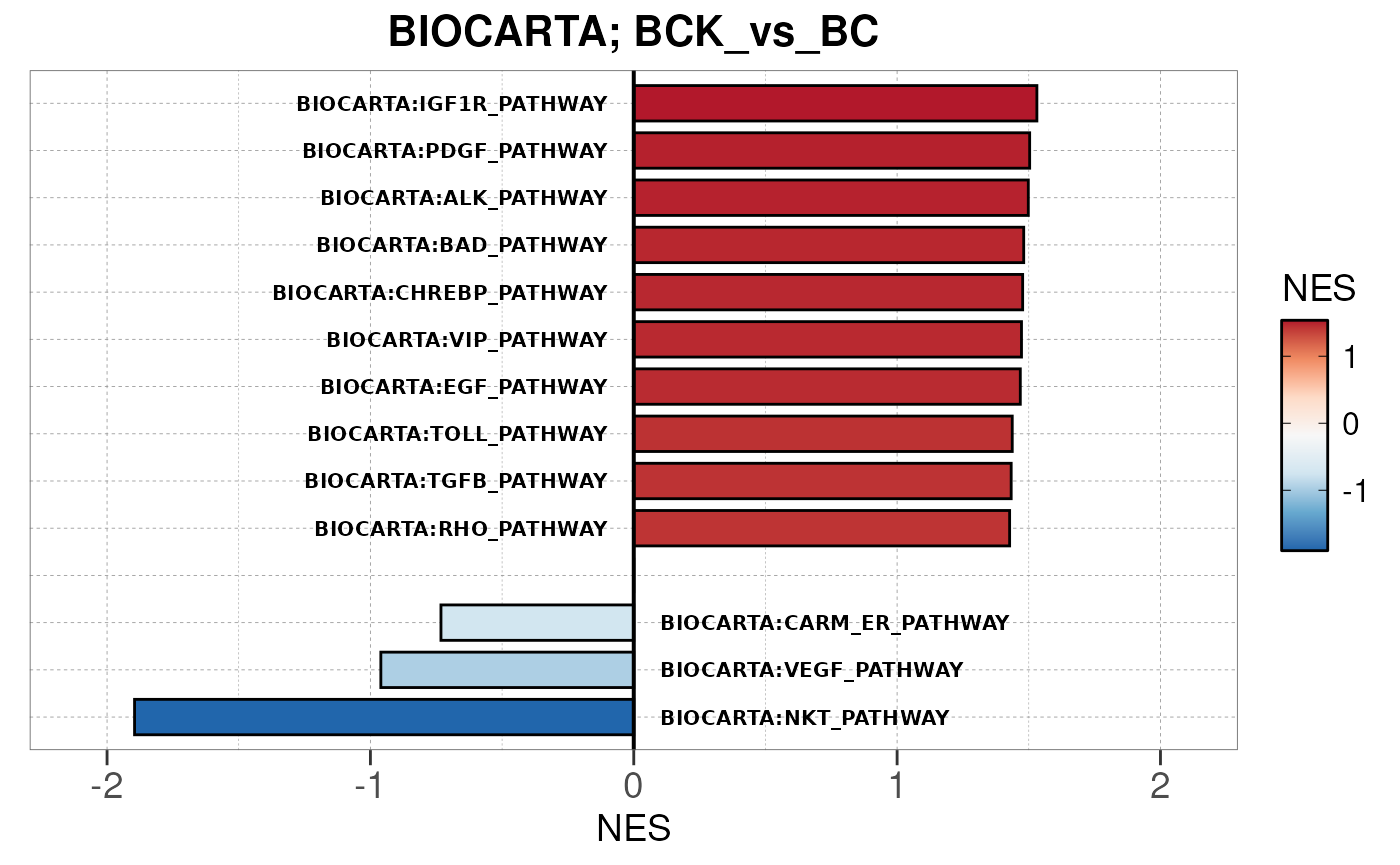 BIOCARTA; BCK_vs_BC
BIOCARTA:IGF1R_PATHWAY
BIOCARTA:PDGF_PATHWAY
BIOCARTA:ALK_PATHWAY
BIOCARTA:BAD_PATHWAY
BIOCARTA:CHREBP_PATHWAY
BIOCARTA:VIP_PATHWAY
BIOCARTA:EGF_PATHWAY
BIOCARTA:TOLL_PATHWAY
BIOCARTA:TGFB_PATHWAY
BIOCARTA:RHO_PATHWAY
BIOCARTA:CARM_ER_PATHWAY
BIOCARTA:VEGF_PATHWAY
BIOCARTA:NKT_PATHWAY
-2 -1 0 1 2
NES
NES
1
0
-1